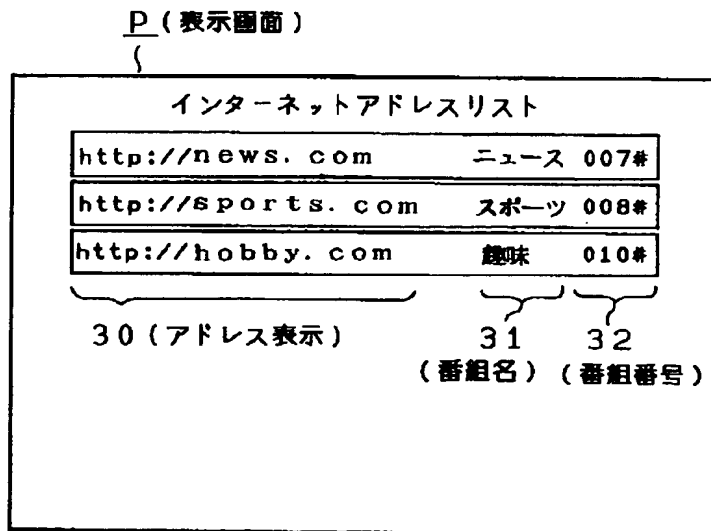 P(表示画面)
インターネットアドレスリスト
http://news.com ニュース 007#
http://sports.com スポーツ 008#
http://hobby.com 趣味 010#
30(アドレス表示) 31 32
(番組名) (番組番号)